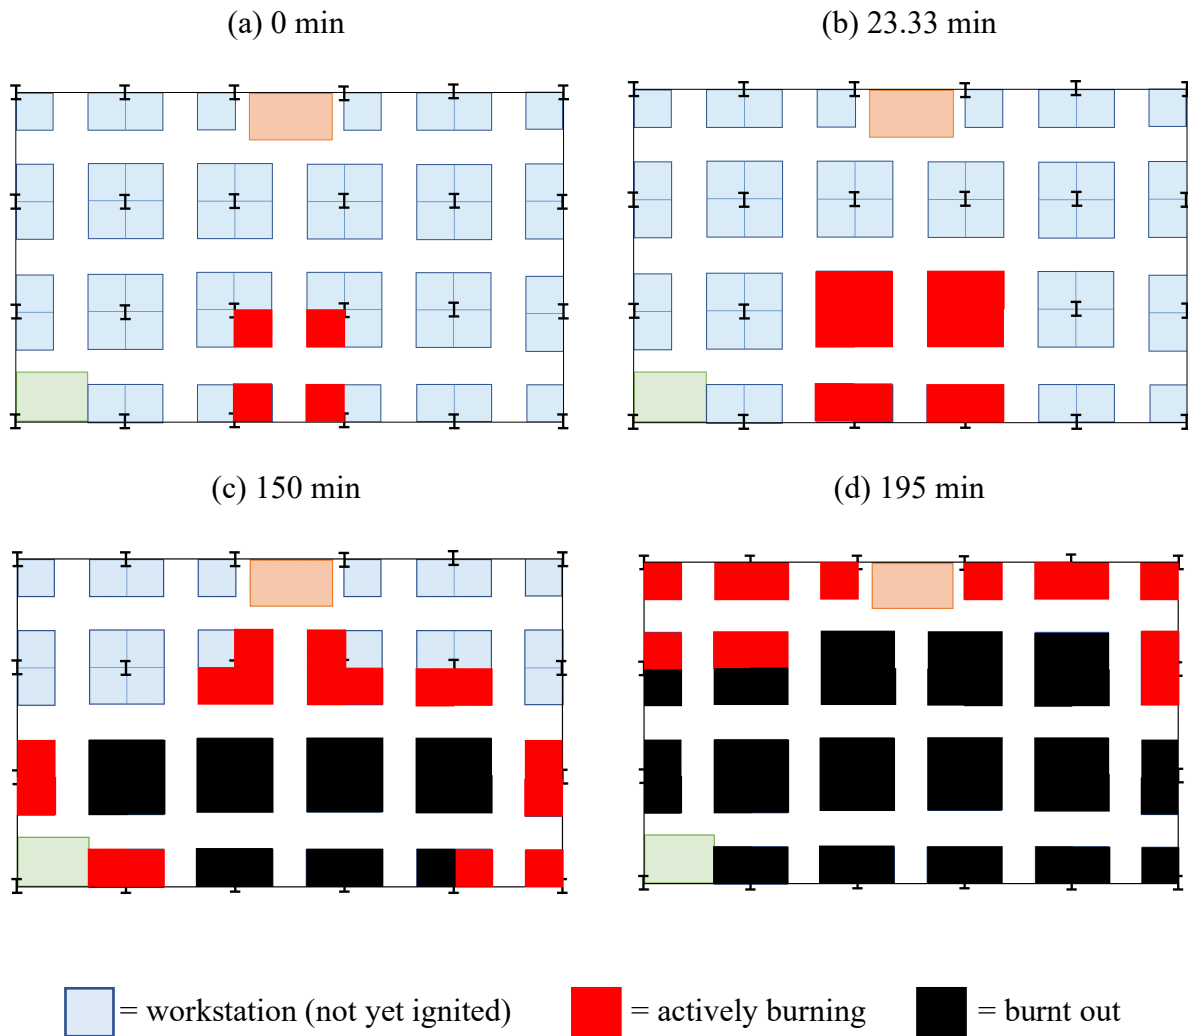 (a) 0 min
(b) 23.33 min
(c) 150 min
(d) 195 min
= workstation (not yet ignited)
= actively burning
= burnt out